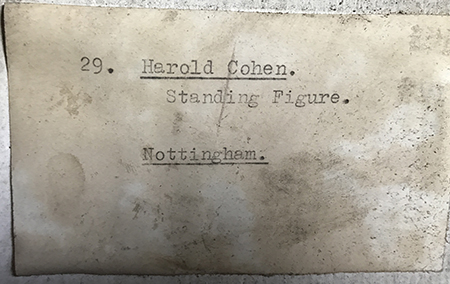 29. Harold Cohen.
Standing Figure.
Nottingham.